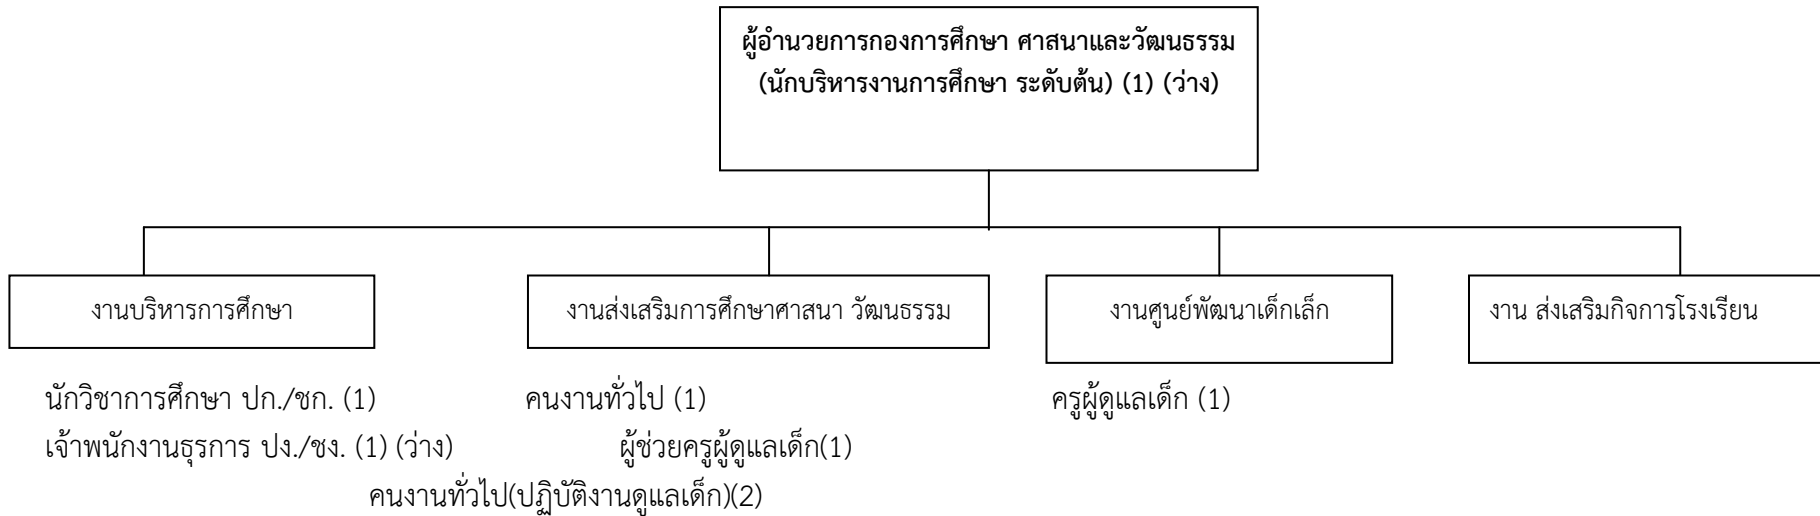 ผู้อำนวยการกองการศึกษา ศาสนาและวัฒนธรรม
(นักบริหารงานการศึกษา ระดับต้น) (1) (ว่าง)
งานบริหารการศึกษา
งานส่งเสริมการศึกษาศาสนา วัฒนธรรม
งานศูนย์พัฒนาเด็กเล็ก
งาน ส่งเสริมกิจการโรงเรียน
นักวิชาการศึกษา ปก./ชก. (1)
คนงานทั่วไป (1)
ครูผู้ดูแลเด็ก (1)
เจ้าพนักงานธุรการ ปง./ชง. (1) (ว่าง)
ผู้ช่วยครูผู้ดูแลเด็ก(1)
คนงานทั่วไป(ปฏิบัติงานดูแลเด็ก)(2)